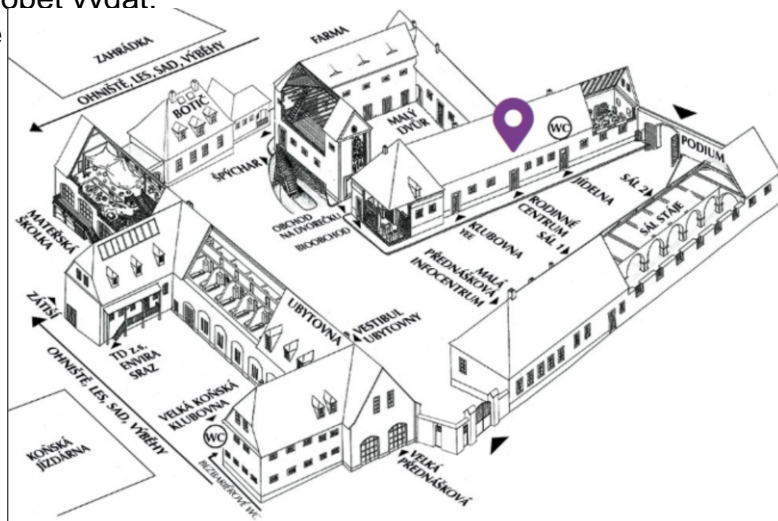 ZAHRÁDKA
OHNIŠTĚ, LES, SAD, VÝBĚHY
FARMA
BOTIČ
MALÝ
DVŮR
WC
PODIUM
ŠPÝCHAR
MATEŘSKÁ
ŠKOLKA
OBCHOD
NA DVOREČKU
BIOOBCHOD
KLUBOVNA
RODINNÉ
CENTRUM
JÍDELNA
SÁL 1
SÁL 2
SÁL STÁJE
MALÁ
PŘEDNÁŠKOVÁ
INFOCENTRUM
ZÁTIŠÍ
UBYTOVNA
VESTIBUL
UBYTOVNY
TD Z.s.
ENVIRA
SRAZ
OHNIŠTĚ, LES, SAD, VÝBĚHY
VELKÁ KOŇSKÁ
KLUBOVNA
WC
BEZBARIÉROVÉ WC
KOŇSKÁ
JÍZDÁRNA
VELKÁ
PŘEDNÁŠKOVÁ